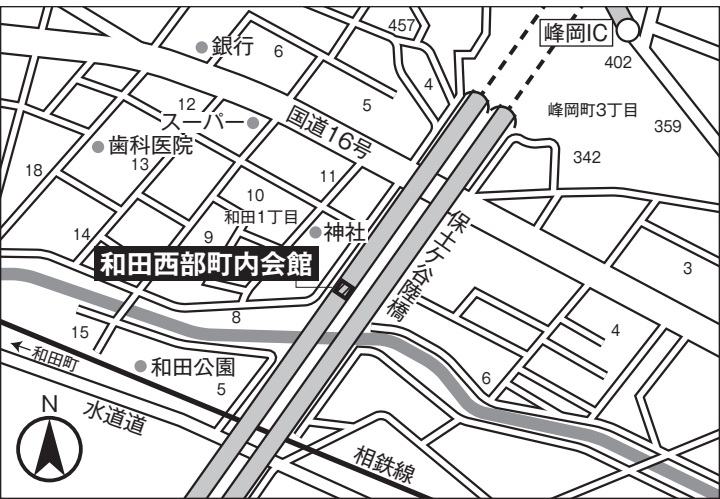 457
峰岡IC
銀行
6
402
4
12
5
峰岡町3丁目
スーパー
国道16号
359
歯科医院
13
342
18
11
10
和田1丁目
神社
保土ケ谷陸橋
14
9
和田西部町内会館
3
8
15
4
←和田町
和田公園
5
6
N
水道道
相鉄線